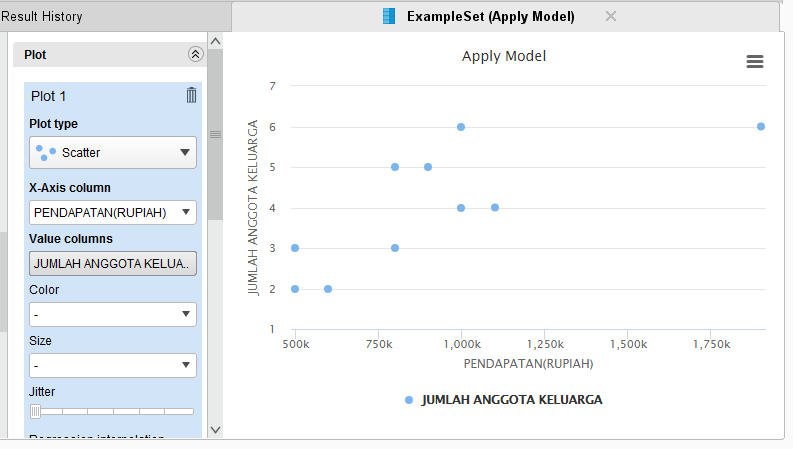 Result History
ExampleSet (Apply Model)
Plot
Plot 1
Plot type
Scatter
X-Axis column
PENDAPATAN(RUPIAH)
Value columns
JUMLAH ANGGOTA KELUA..
Color
-
Size
-
Jitter
Regression interpolation
Apply Model
JUMLAH ANGGOTA KELUARGA
7
6
5
4
3
2
1
500k 750k 1,000k 1,250k 1,500k 1,750k
PENDAPATAN(RUPIAH)
JUMLAH ANGGOTA KELUARGA